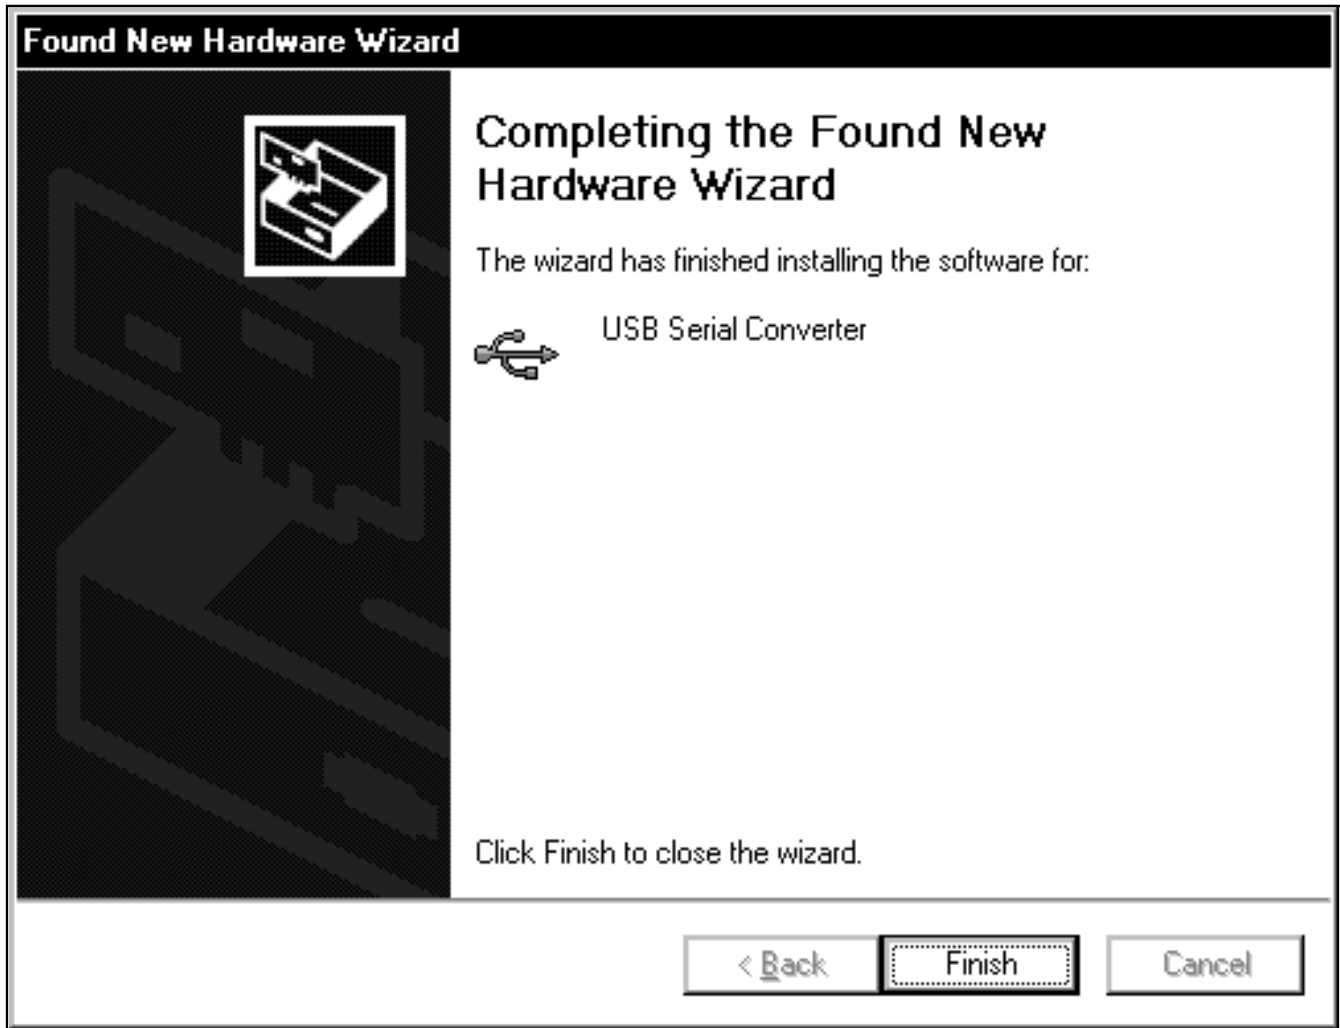 Found New Hardware Wizard
Completing the Found New
Hardware Wizard
The wizard has finished installing the software for:
USB Serial Converter
Click Finish to close the wizard.
< Back
Finish
Cancel